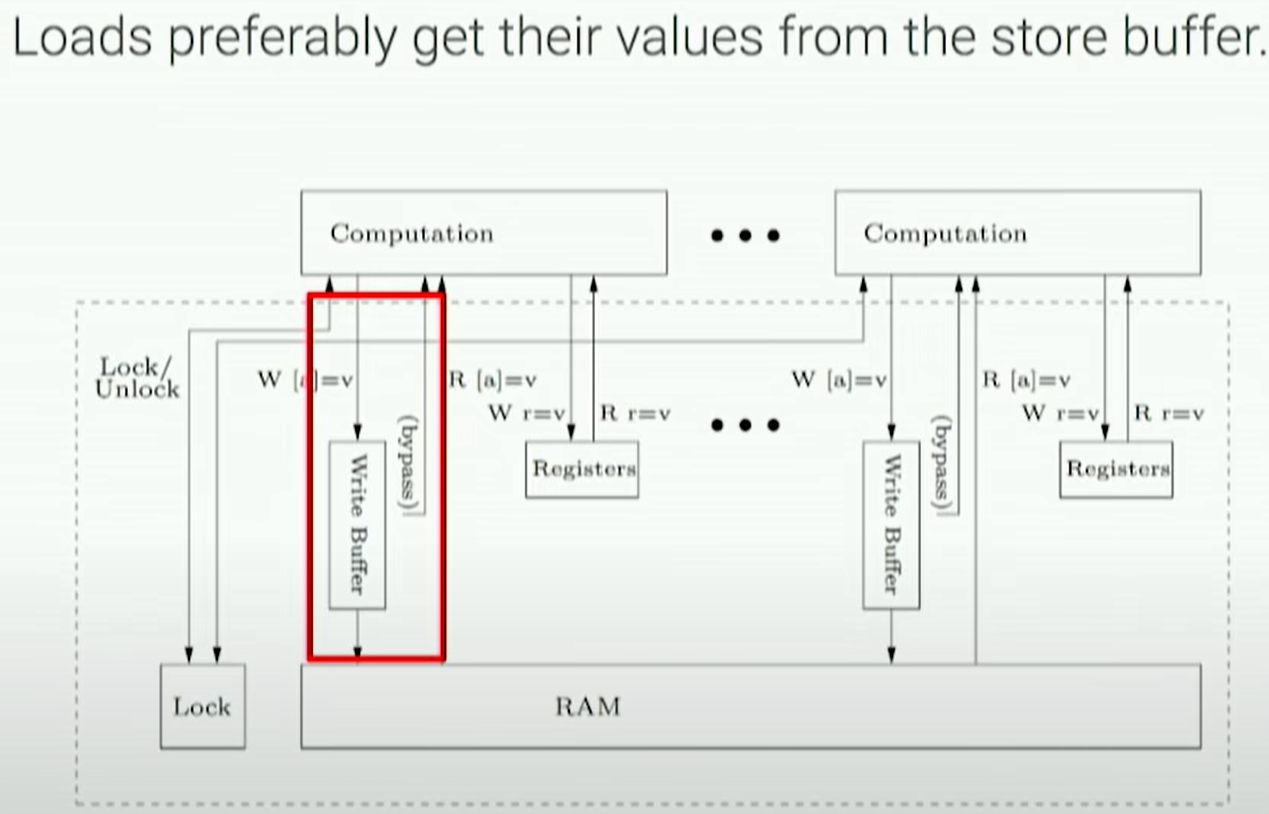 Loads preferably get their values from the store buffer.
Computation
Computation
Lock/
Unlock
W [a]=v
R [a]=v
W r=v
R r=v
(bypass)
Write Buffer
Registers
W [a]=v
R [a]=v
W r=v
R r=v
(bypass)
Write Buffer
Registers
Lock
RAM